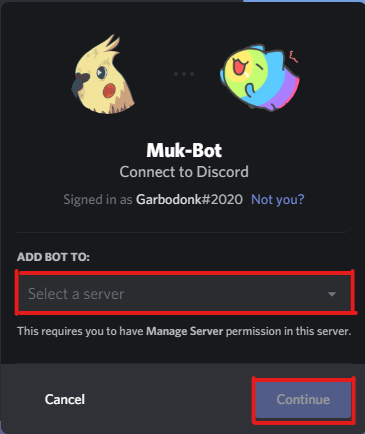 Muk-Bot
Connect to Discord
Signed in as Garbodonk#2020 Not you?
ADD BOT TO:
Select a server
This requires you to have Manage Server permission in this server.
Cancel
Continue